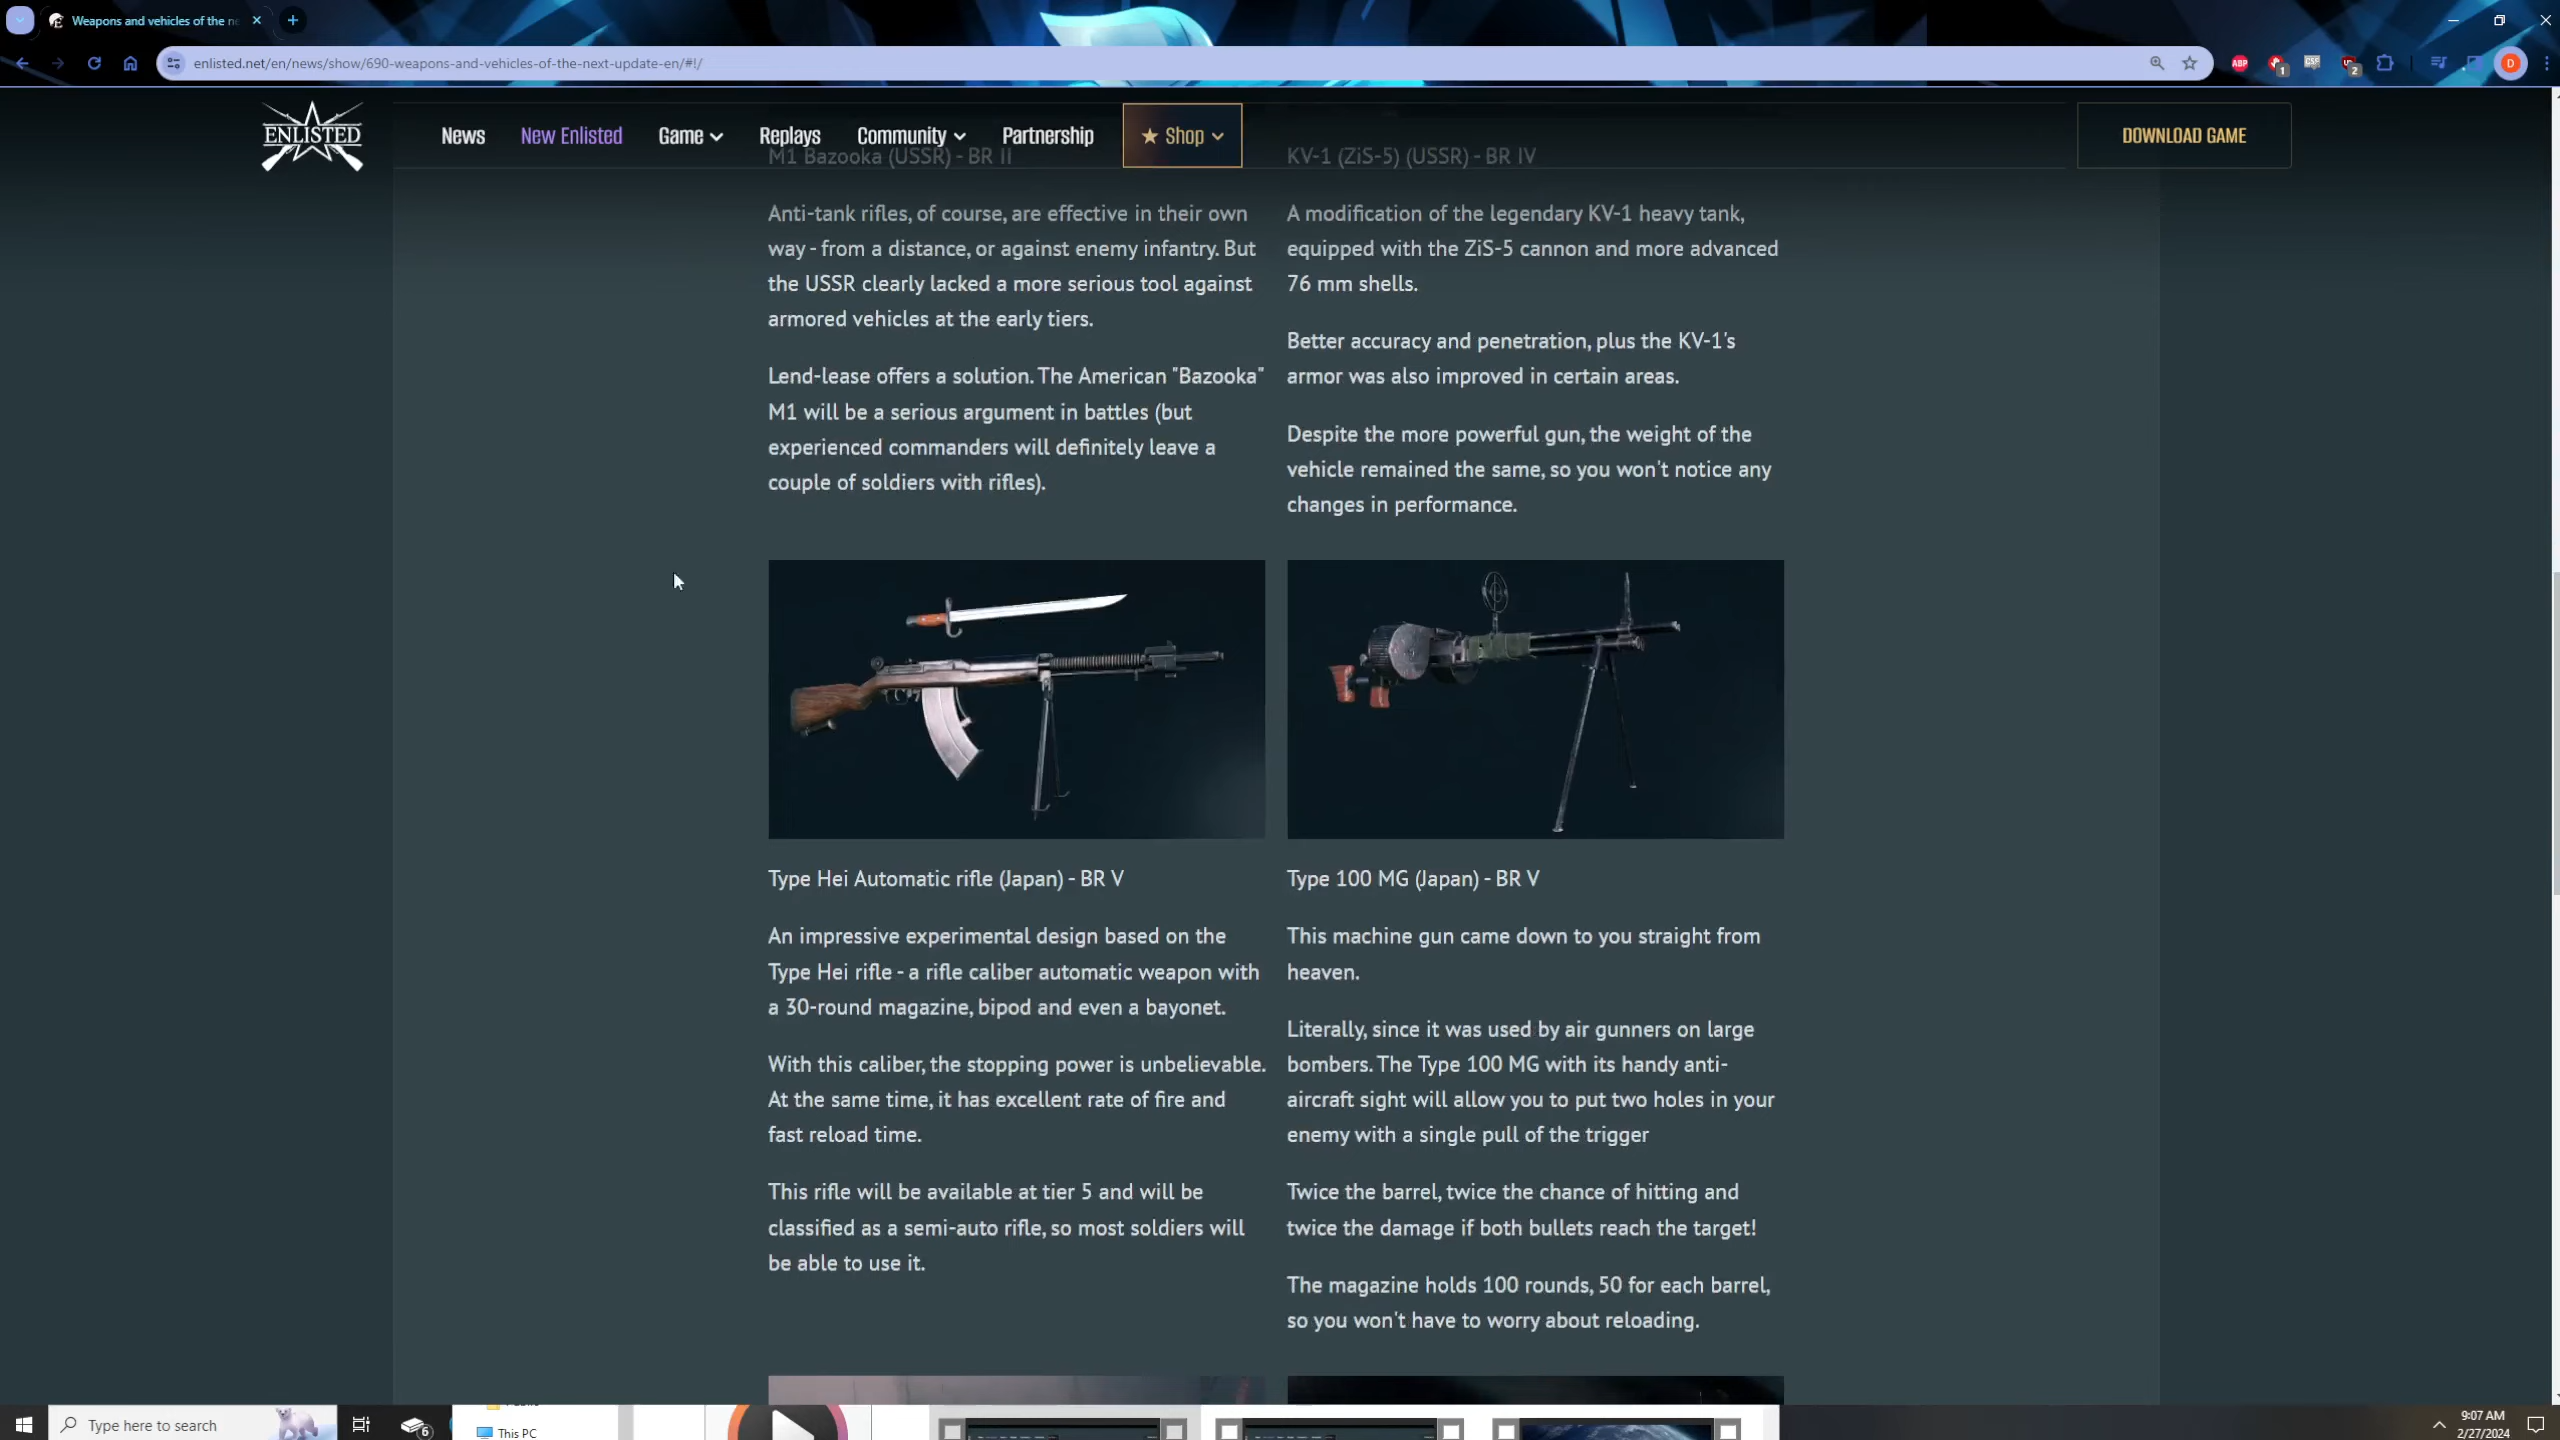 Weapons and vehicles of the ne
enlisted.net/en/news/show/690-weapons-and-vehicles-of-the-next-update-en/#!/
ABP
1
CSF
2
D
ENLISTED
News
New Enlisted
Game
Replays
Community
Partnership
★ Shop
DOWNLOAD GAME
M1 Bazooka (USSR) - BR II
Anti-tank rifles, of course, are effective in their own
way - from a distance, or against enemy infantry. But
the USSR clearly lacked a more serious tool against
armored vehicles at the early tiers.
Lend-lease offers a solution. The American "Bazooka"
M1 will be a serious argument in battles (but
experienced commanders will definitely leave a
couple of soldiers with rifles).
KV-1 (ZiS-5) (USSR) - BR IV
A modification of the legendary KV-1 heavy tank,
equipped with the ZiS-5 cannon and more advanced
76 mm shells.
Better accuracy and penetration, plus the KV-1's
armor was also improved in certain areas.
Despite the more powerful gun, the weight of the
vehicle remained the same, so you won't notice any
changes in performance.
Type Hei Automatic rifle (Japan) - BR V
An impressive experimental design based on the
Type Hei rifle - a rifle caliber automatic weapon with
a 30-round magazine, bipod and even a bayonet.
With this caliber, the stopping power is unbelievable.
At the same time, it has excellent rate of fire and
fast reload time.
This rifle will be available at tier 5 and will be
classified as a semi-auto rifle, so most soldiers will
be able to use it.
Type 100 MG (Japan) - BR V
This machine gun came down to you straight from
heaven.
Literally, since it was used by air gunners on large
bombers. The Type 100 MG with its handy anti-
aircraft sight will allow you to put two holes in your
enemy with a single pull of the trigger
Twice the barrel, twice the chance of hitting and
twice the damage if both bullets reach the target!
The magazine holds 100 rounds, 50 for each barrel,
so you won't have to worry about reloading.
Type here to search
6
This PC
9:07 AM
2/27/2024